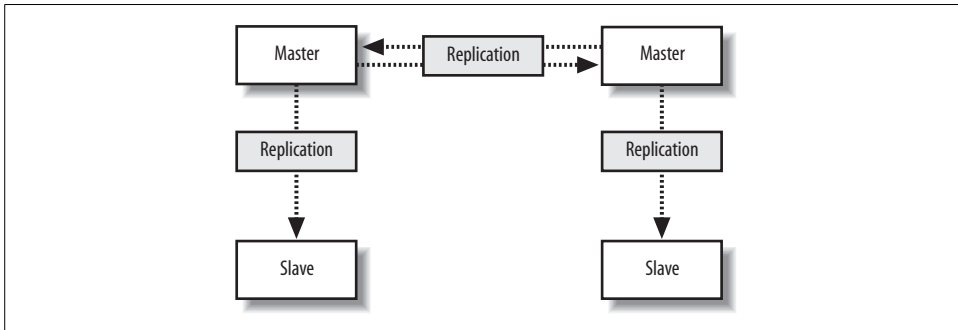 Master
Replication
Master
Replication
Replication
Slave
Slave